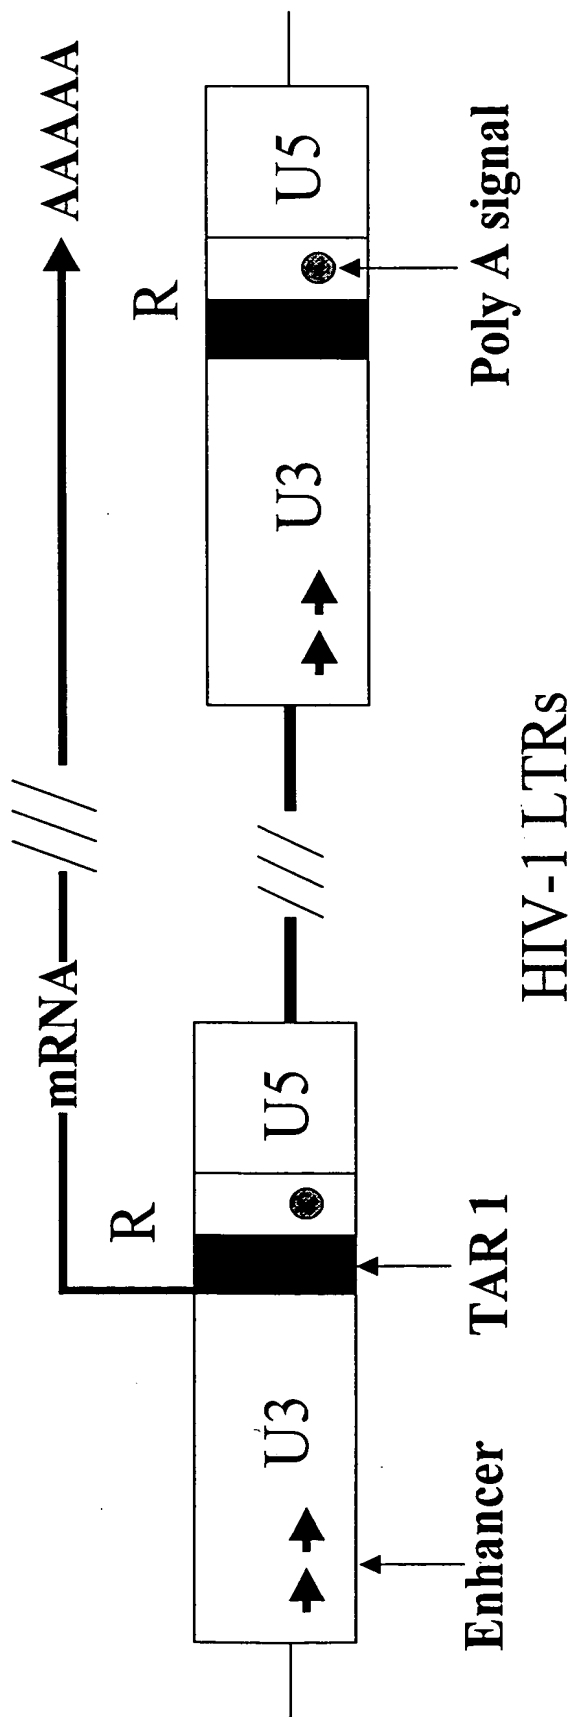 mRNA
AAAAA
R
R
U3
U5
U3
U5
Enhancer
TAR 1
Poly A signal
HIV-1 LTRs